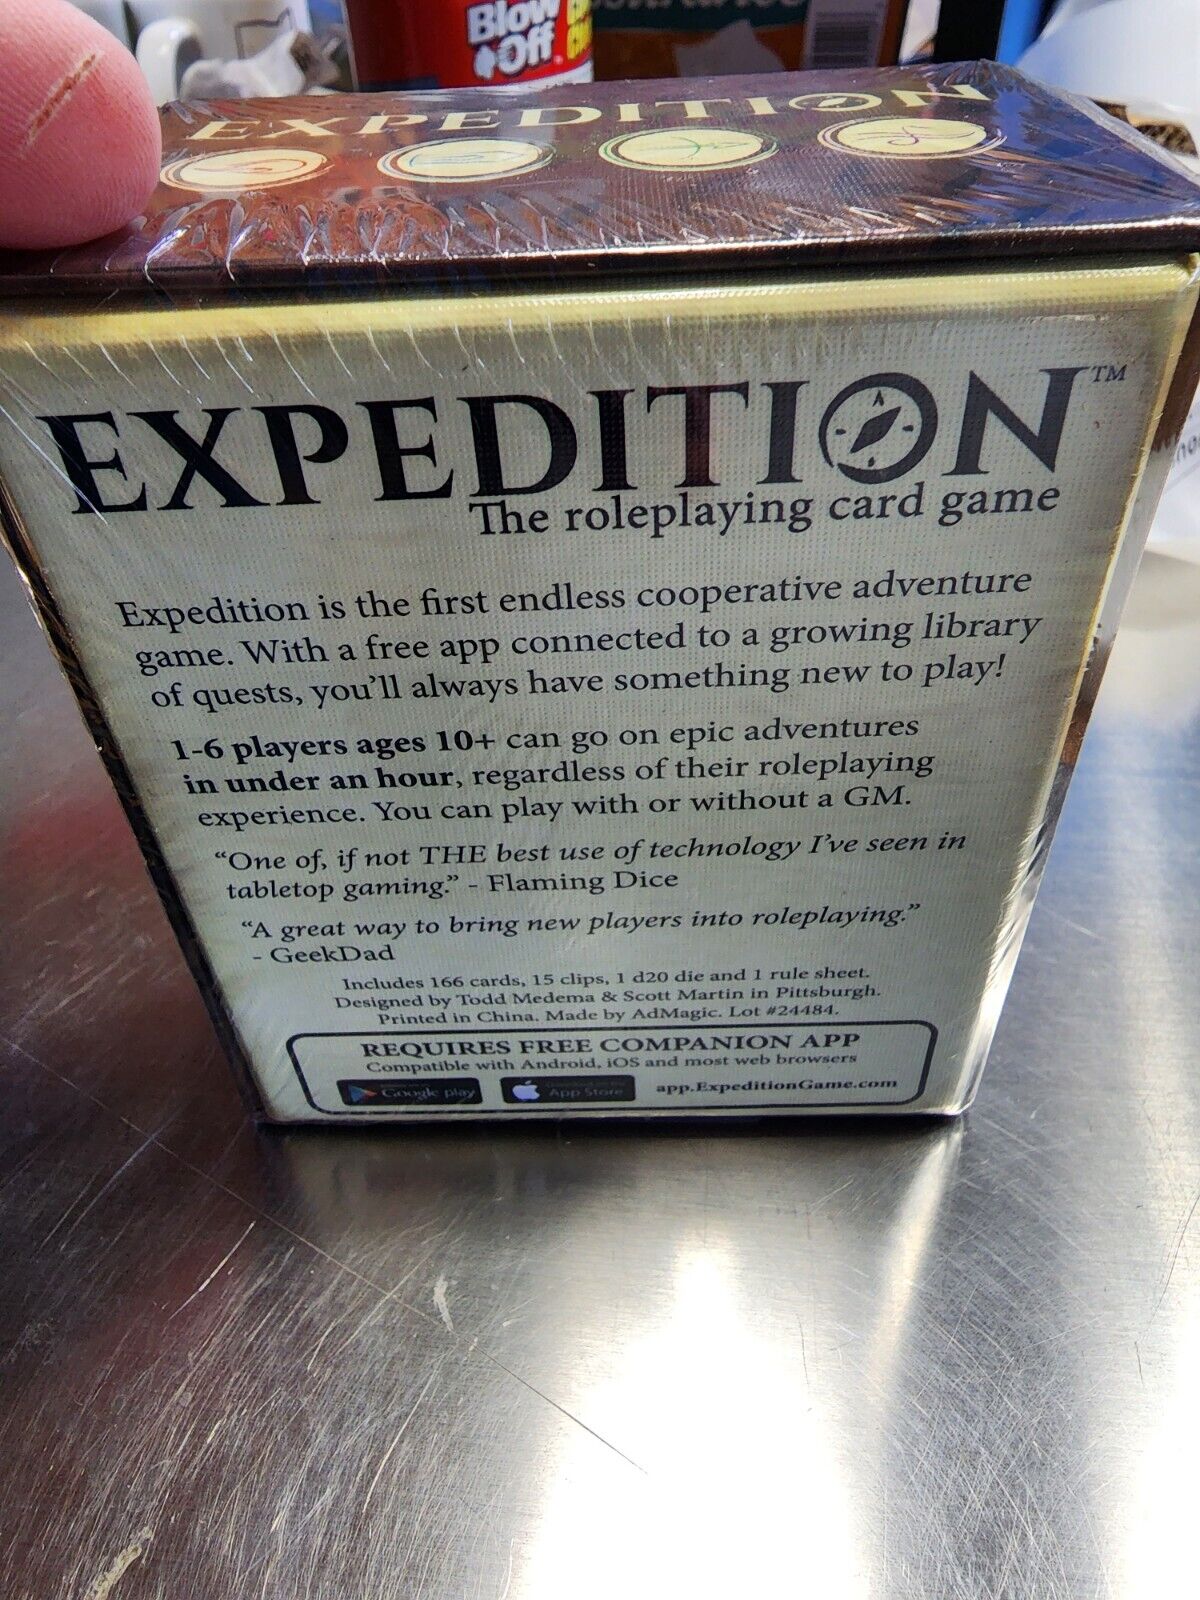 Blow
Off
EXPEDITION
EXPEDITION™
The roleplaying card game
Expedition is the first endless cooperative adventure
game. With a free app connected to a growing library
of quests, you'll always have something new to play!
1-6 players ages 10+ can go on epic adventures
in under an hour, regardless of their roleplaying
experience. You can play with or without a GM.
"One of, if not THE best use of technology I've seen in
tabletop gaming." - Flaming Dice
"A great way to bring new players into roleplaying."
- GeekDad
Includes 166 cards, 15 clips, 1 d20 die and 1 rule sheet.
Designed by Todd Medema & Scott Martin in Pittsburgh.
Printed in China. Made by AdMagic. Lot #24484.
REQUIRES FREE COMPANION APP
Compatible with Android, iOS and most web browsers
Google play App Store app.ExpeditionGame.com